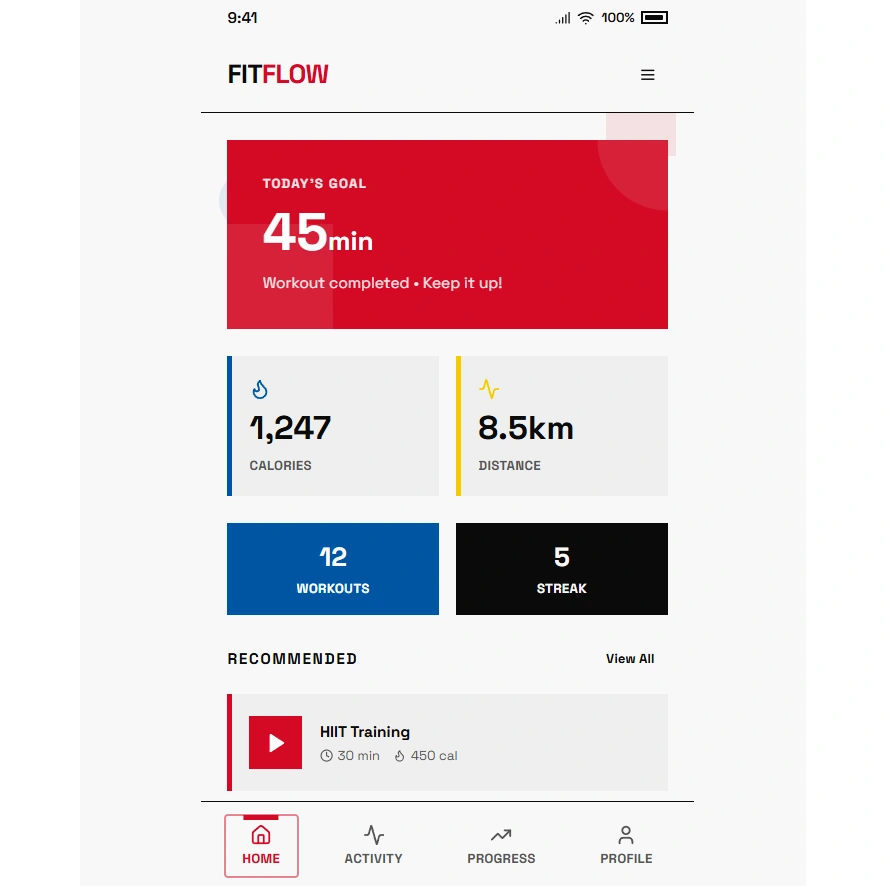 9:41 100%
FITFLOW
TODAY'S GOAL
45min
Workout completed • Keep it up!
1,247
CALORIES
8.5km
DISTANCE
12
WORKOUTS
5
STREAK
RECOMMENDED View All
HIIT Training
30 min 450 cal
HOME ACTIVITY PROGRESS PROFILE